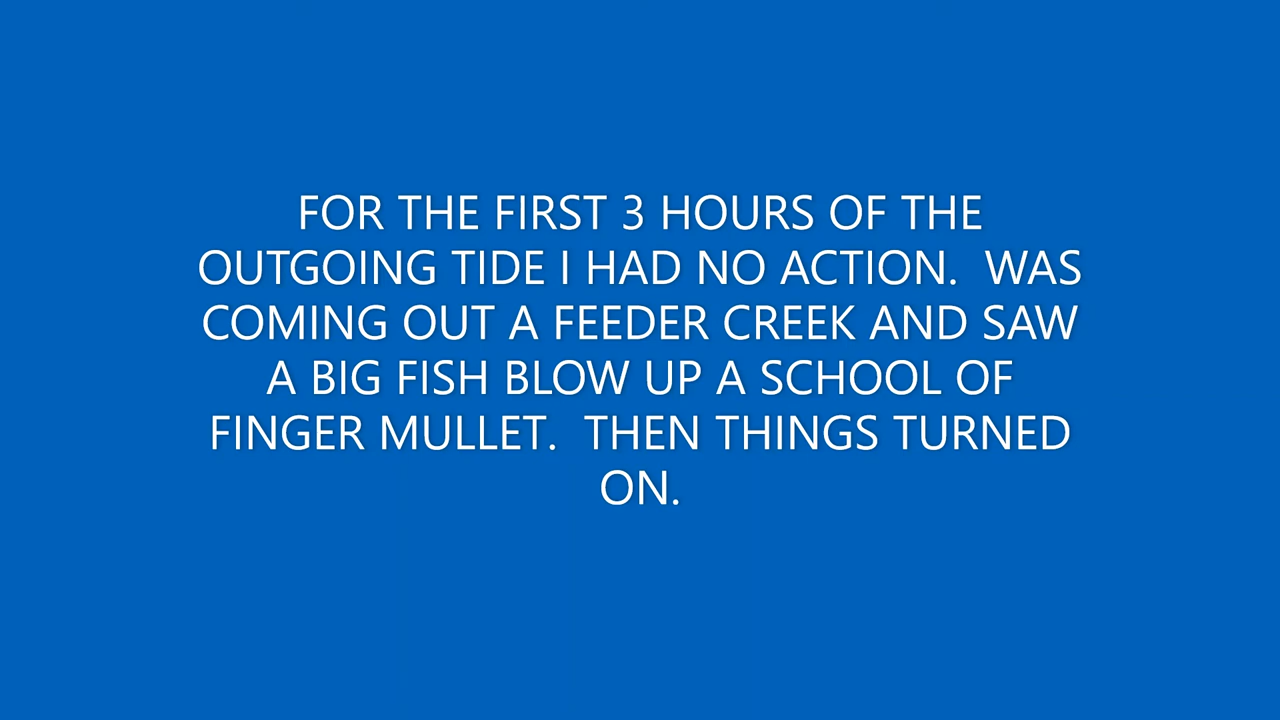 FOR THE FIRST 3 HOURS OF THE
OUTGOING TIDE I HAD NO ACTION.  WAS
COMING OUT A FEEDER CREEK AND SAW
A BIG FISH BLOW UP A SCHOOL OF
FINGER MULLET.  THEN THINGS TURNED
ON.